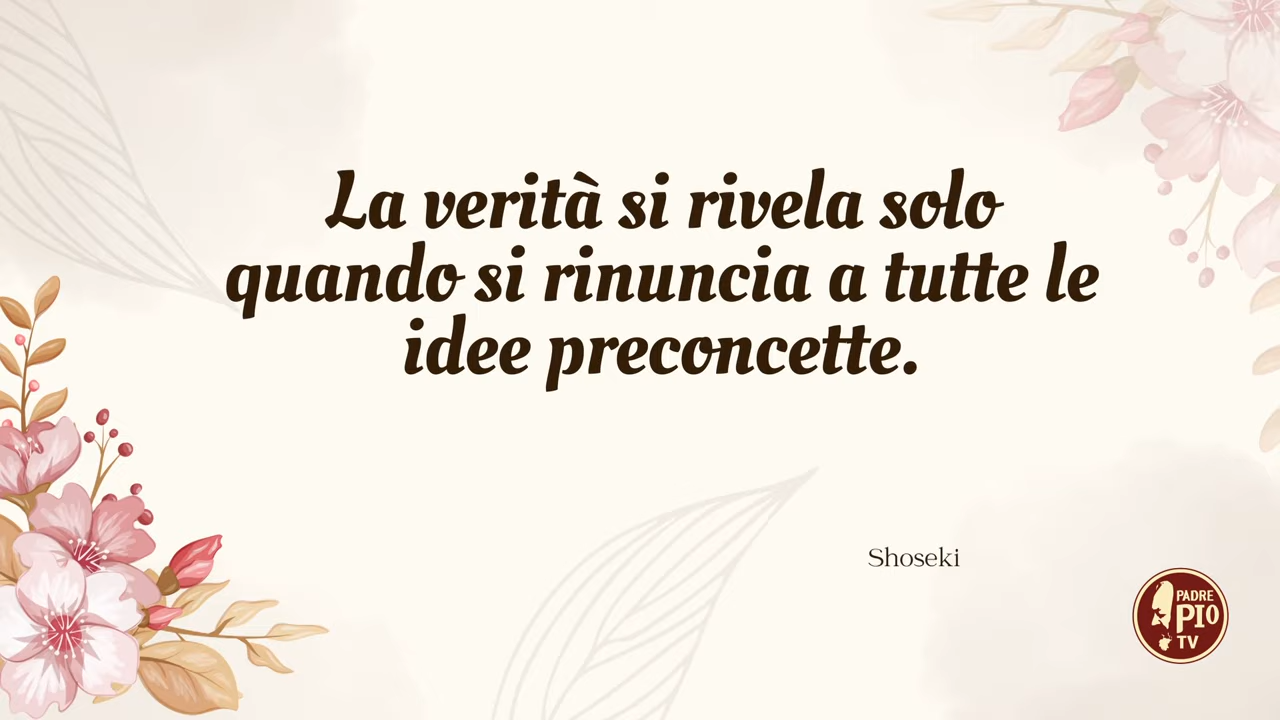 La verità si rivela solo
quando si rinuncia a tutte le
idee preconcette.
Shoseki
PADRE
PIO
TV